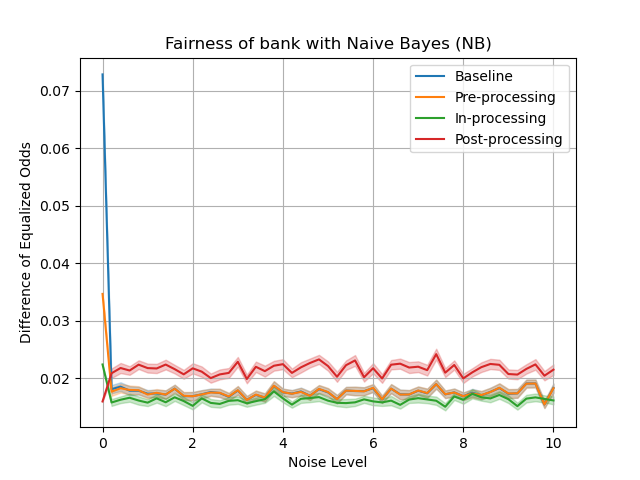 Fairness of bank with Naive Bayes (NB)
Baseline
Pre-processing
In-processing
Post-processing
Difference of Equalized Odds
0.07
0.06
0.05
0.04
0.03
0.02
0 2 4 6 8 10
Noise Level